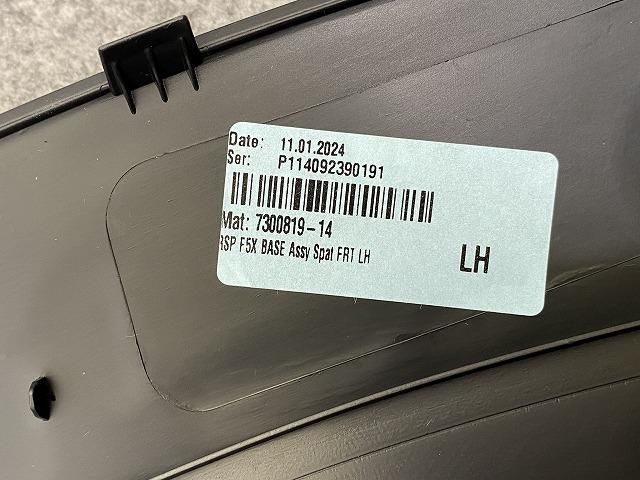 Date: 11.01.2024
Ser: P114092390191
Mat: 7300819-14
RSP F5X BASE Assy Spat FRT LH
LH